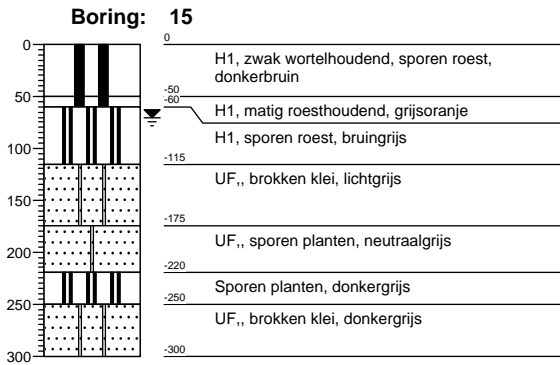 Boring: 15
0
0
H1, zwak wortelhoudend, sporen roest,
donkerbruin
50
-50
-60
H1, matig roesthoudend, grijsoranje
H1, sporen roest, bruingrijs
100
-115
UF,, brokken klei, lichtgrijs
150
-175
200
UF,, sporen planten, neutraalgrijs
-220
Sporen planten, donkergrijs
250
-250
UF,, brokken klei, donkergrijs
300
-300